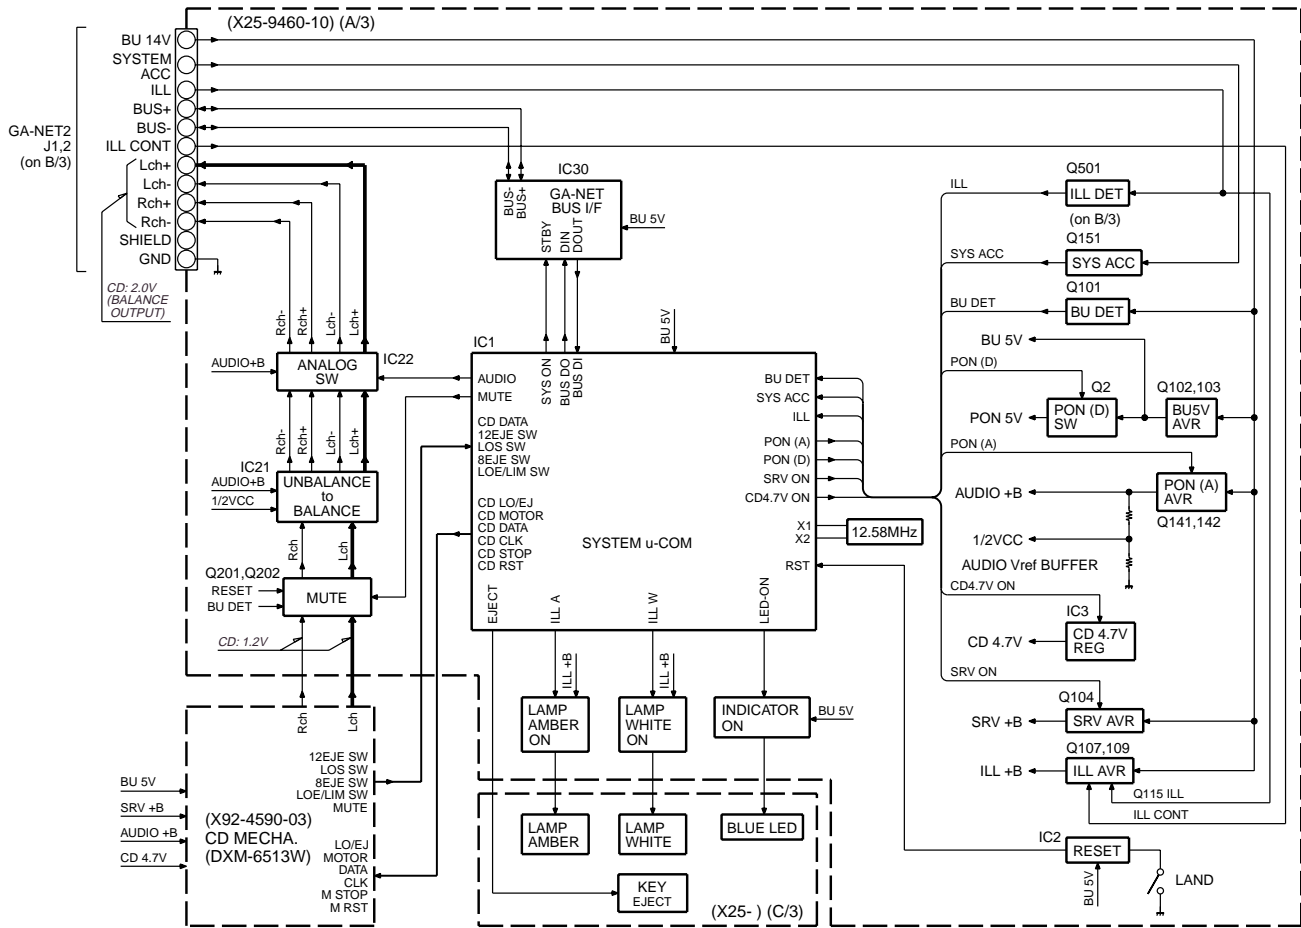 (X25-9460-10) (A/3)
BU 14V
SYSTEM
ACC
ILL
BUS+
BUS-
ILL CONT
Lch+
Lch-
Rch+
Rch-
SHIELD
GND
GA-NET2
J1,2
(on B/3)
CD: 2.0V
(BALANCE
OUTPUT)
Rch-
Rch+
Lch-
Lch+
AUDIO+B
ANALOG
SW
IC22
Rch-
Rch+
Lch-
Lch+
IC21
AUDIO+B
1/2VCC
UNBALANCE
to
BALANCE
Rch
Lch
Q201,Q202
RESET
BU DET
MUTE
CD: 1.2V
Rch
Lch
IC30
BUS-
BUS+
GA-NET
BUS I/F
STBY
DIN
DOUT
BU 5V
IC1
BU 5V
SYS ON
BUS DO
BUS DI
AUDIO
MUTE
CD DATA
12EJE SW
LOS SW
8EJE SW
LOE/LIM SW
CD LO/EJ
CD MOTOR
CD DATA
CD CLK
CD STOP
CD RST
SYSTEM u-COM
BU DET
SYS ACC
ILL
PON (A)
PON (D)
SRV ON
CD4.7V ON
X1
X2
12.58MHz
RST
EJECT
ILL A
ILL W
LED-ON
ILL +B
ILL +B
LAMP
AMBER
ON
LAMP
WHITE
ON
INDICATOR
ON
BU 5V
LAMP
AMBER
LAMP
WHITE
BLUE LED
KEY
EJECT
(X25- ) (C/3)
BU 5V
SRV +B
AUDIO +B
CD 4.7V
12EJE SW
LOS SW
8EJE SW
LOE/LIM SW
MUTE
(X92-4590-03)
CD MECHA.
(DXM-6513W)
LO/EJ
MOTOR
DATA
CLK
M STOP
M RST
ILL
Q501
ILL DET
(on B/3)
SYS ACC
Q151
SYS ACC
BU DET
Q101
BU DET
BU 5V
PON (D)
Q2
PON (D)
SW
PON 5V
Q102,103
BU5V
AVR
PON (A)
PON (A)
AVR
Q141,142
AUDIO +B
1/2VCC
AUDIO Vref BUFFER
CD4.7V ON
IC3
CD 4.7V
REG
CD 4.7V
SRV ON
Q104
SRV AVR
SRV +B
Q107,109
ILL AVR
ILL +B
Q115 ILL
ILL CONT
IC2
RESET
BU 5V
LAND